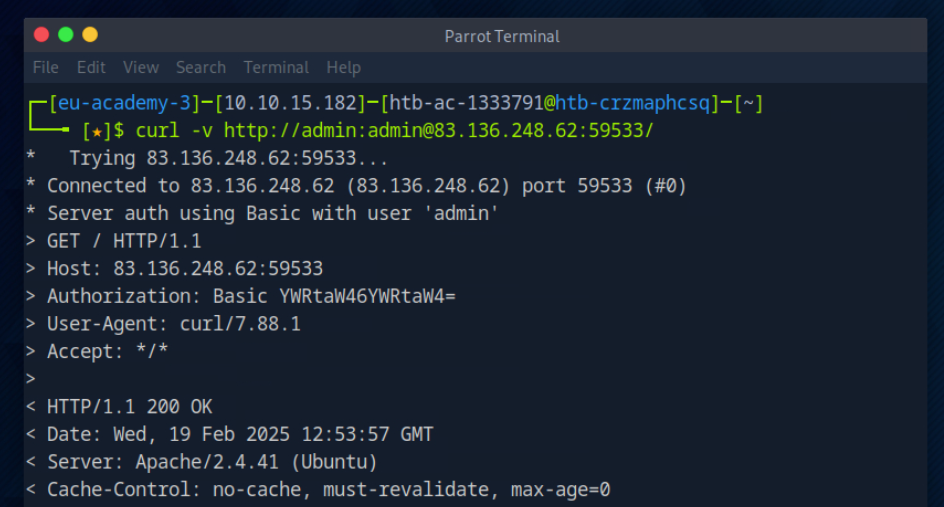 Parrot Terminal
File Edit View Search Terminal Help
┌─[eu-academy-3]─[10.10.15.182]─[htb-ac-1333791@htb-crzmaphcsq]─[~]
└──╼ [★]$ curl -v http://admin:admin@83.136.248.62:59533/
*   Trying 83.136.248.62:59533...
* Connected to 83.136.248.62 (83.136.248.62) port 59533 (#0)
* Server auth using Basic with user 'admin'
> GET / HTTP/1.1
> Host: 83.136.248.62:59533
> Authorization: Basic YWRtaW46YWRtaW4=
> User-Agent: curl/7.88.1
> Accept: */*
>
< HTTP/1.1 200 OK
< Date: Wed, 19 Feb 2025 12:53:57 GMT
< Server: Apache/2.4.41 (Ubuntu)
< Cache-Control: no-cache, must-revalidate, max-age=0